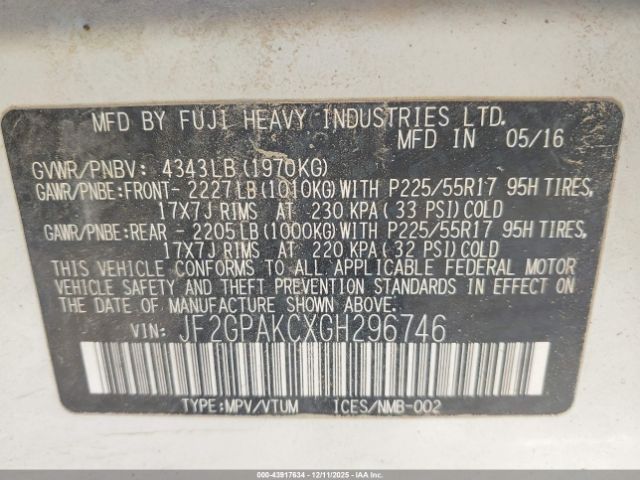 MFD BY FUJI HEAVY INDUSTRIES LTD.
MFD IN 05/16
GVWR/PNBV: 4343LB(1970KG)
GAWR/PNBE:FRONT- 2227LB(1010KG)WITH P225/55R17 95H TIRES,
17X7J RIMS AT 230 KPA(33 PSI)COLD
GAWR/PNBE:REAR - 2205LB(1000KG)WITH P225/55R17 95H TIRES,
17X7J RIMS AT 220 KPA(32 PSI)COLD
THIS VEHICLE CONFORMS TO ALL APPLICABLE FEDERAL MOTOR
VEHICLE SAFETY AND THEFT PREVENTION STANDARDS IN EFFECT ON
THE DATE OF MANUFACTURE SHOWN ABOVE.
VIN: JF2GPAKCXGH296746
TYPE:MPV/VTUM ICES/NMB-002
000-43917634 - 12/11/2025 - IAA